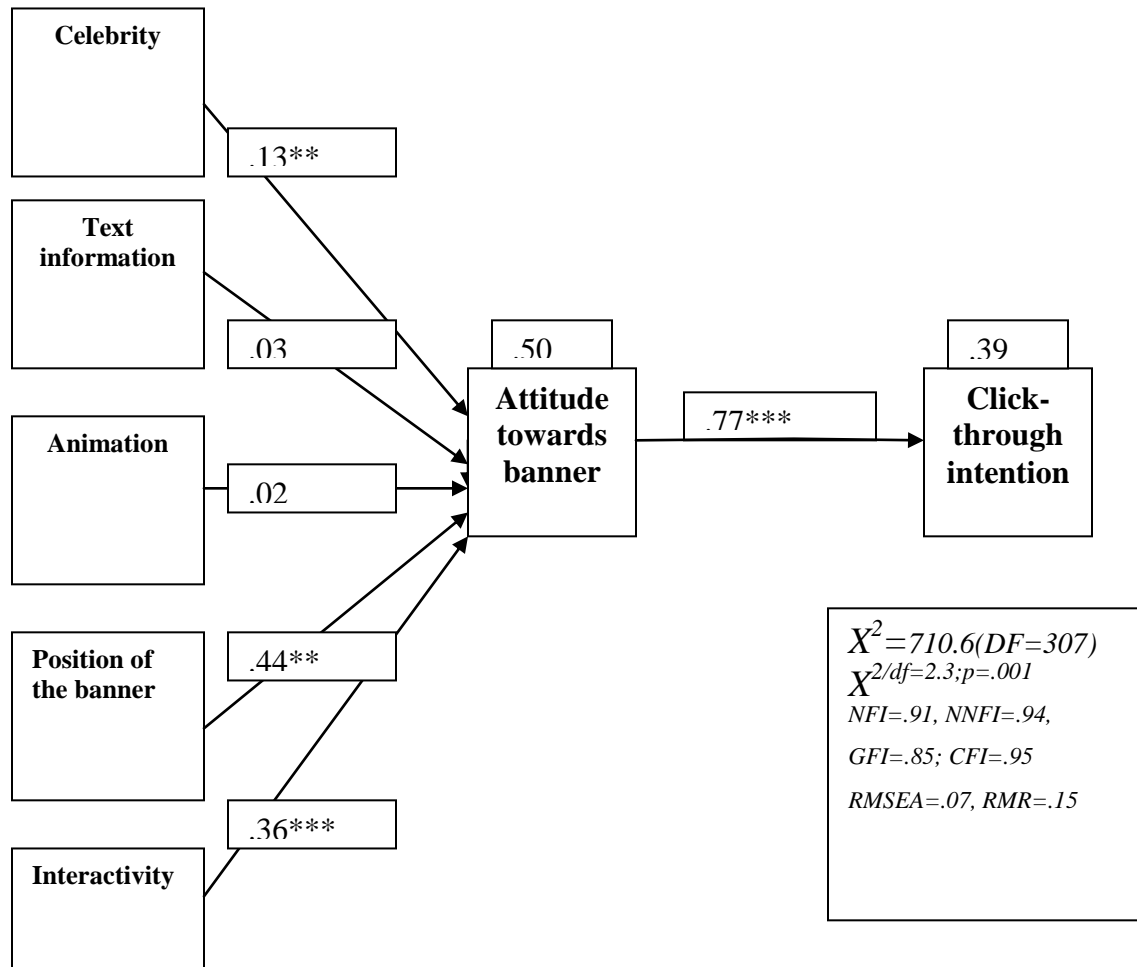 Celebrity
.13**
Text
information
.03
Animation
.02
Position of
the banner
.44**
Interactivity
.36***
.50
Attitude
towards
banner
.77***
.39
Click-
through
intention
X²=710.6(DF=307)
X²/df=2.3;p=.001
NFI=.91, NNFI=.94,
GFI=.85; CFI=.95
RMSEA=.07, RMR=.15